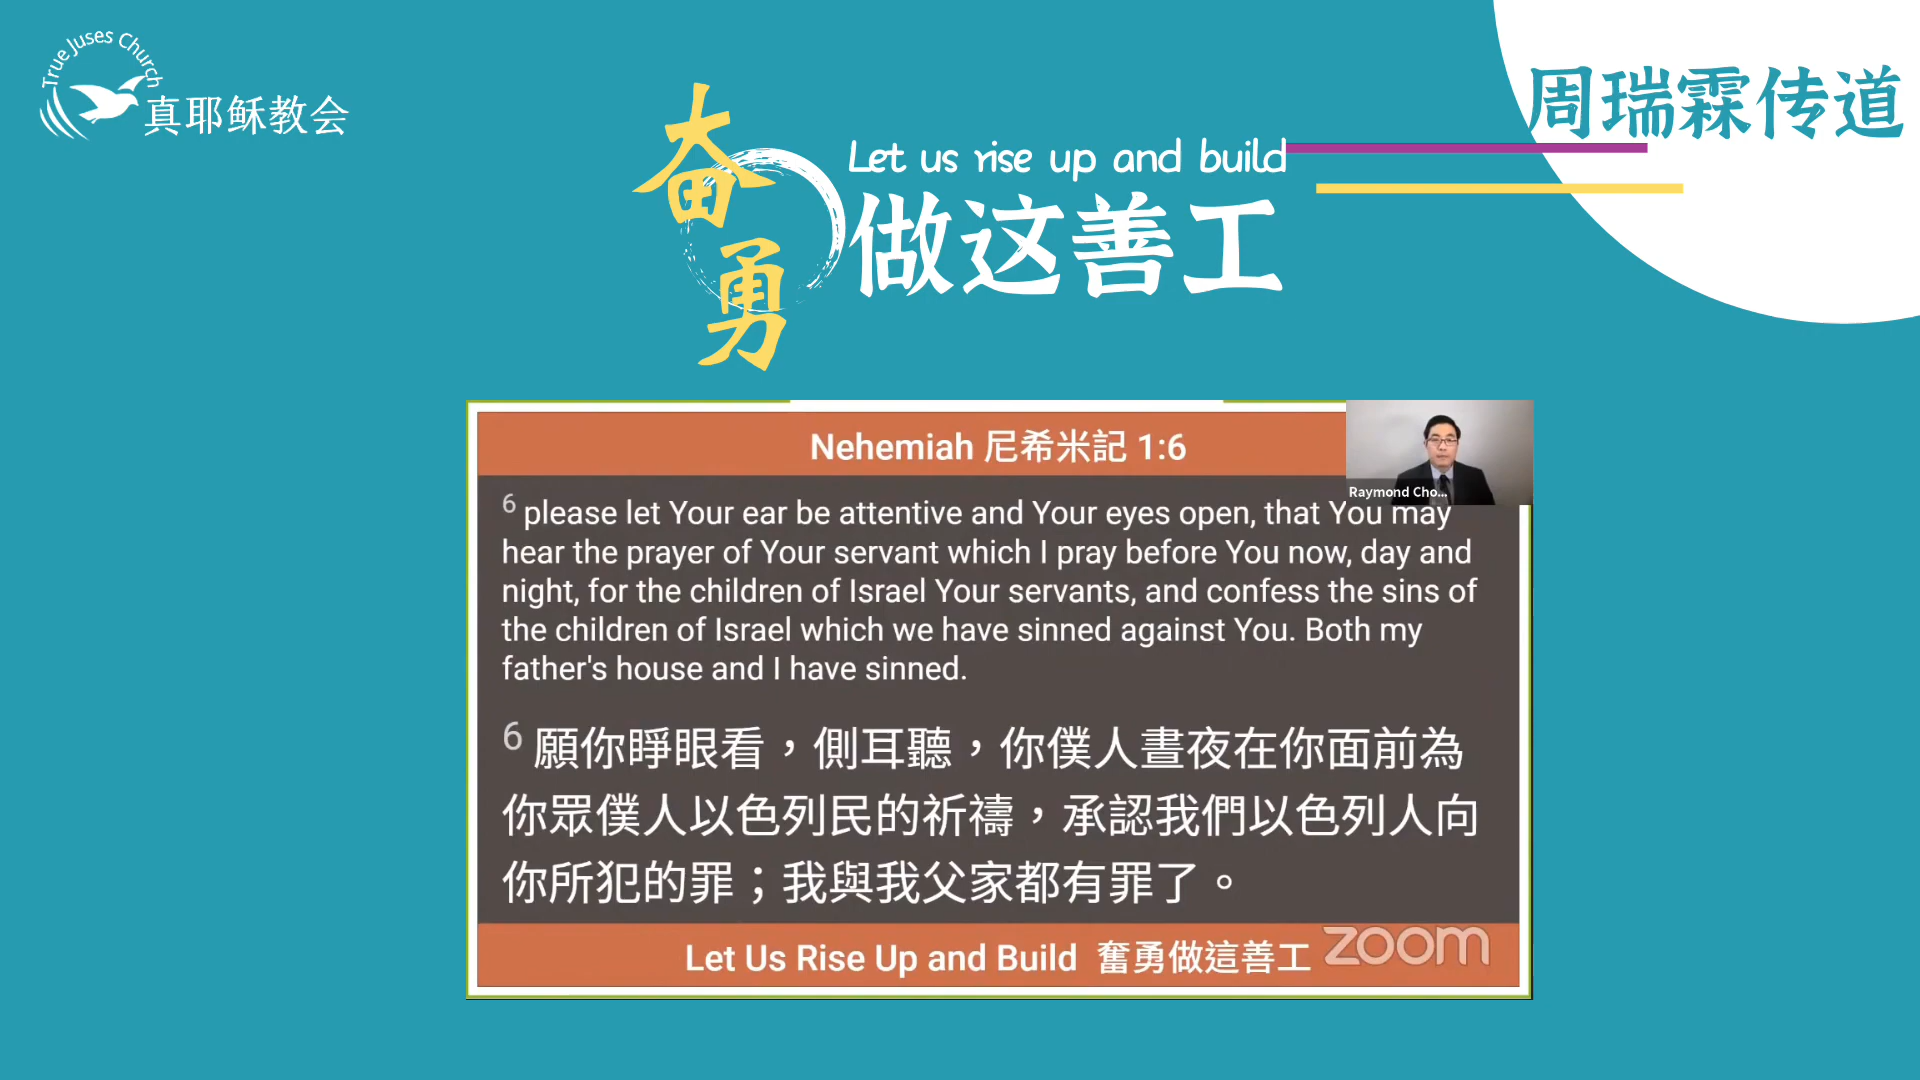 True Juses Church
真耶稣教会
周瑞霖传道
奋勇
Let us rise up and build
做这善工
Nehemiah 尼希米記 1:6
Raymond Cho...
6 please let Your ear be attentive and Your eyes open, that You may
hear the prayer of Your servant which I pray before You now, day and
night, for the children of Israel Your servants, and confess the sins of
the children of Israel which we have sinned against You. Both my
father's house and I have sinned.
6 願你睜眼看，側耳聽，你僕人晝夜在你面前為
你眾僕人以色列民的祈禱，承認我們以色列人向
你所犯的罪；我與我父家都有罪了。
Let Us Rise Up and Build 奮勇做這善工
zoom